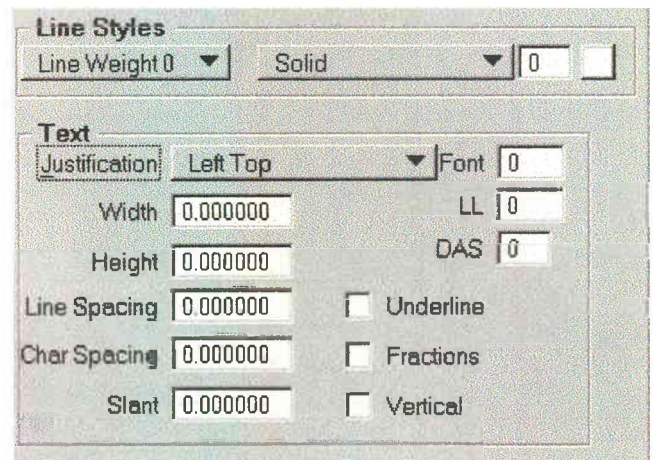 Line Styles
Line Weight 0 Solid 0
Text
Justification Left Top Font 0
Width 0.000000 LL 0
Height 0.000000 DAS 0
Line Spacing 0.000000 Underline
Char Spacing 0.000000 Fractions
Slant 0.000000 Vertical